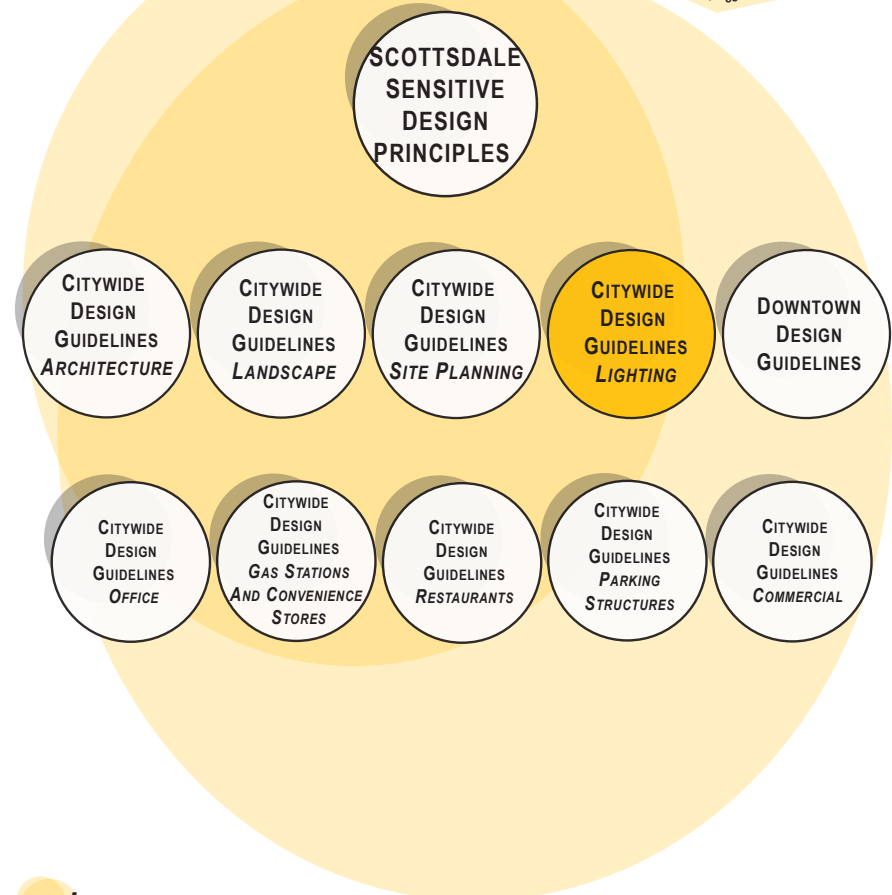 SCOTTSDALE
SENSITIVE
DESIGN
PRINCIPLES
CITYWIDE
DESIGN
GUIDELINES
ARCHITECTURE
CITYWIDE
DESIGN
GUIDELINES
LANDSCAPE
CITYWIDE
DESIGN
GUIDELINES
SITE PLANNING
CITYWIDE
DESIGN
GUIDELINES
LIGHTING
DOWNTOWN
DESIGN
GUIDELINES
CITYWIDE
DESIGN
GUIDELINES
OFFICE
CITYWIDE
DESIGN
GUIDELINES
GAS STATIONS
AND CONVENIENCE
STORES
CITYWIDE
DESIGN
GUIDELINES
RESTAURANTS
CITYWIDE
DESIGN
GUIDELINES
PARKING
STRUCTURES
CITYWIDE
DESIGN
GUIDELINES
COMMERCIAL